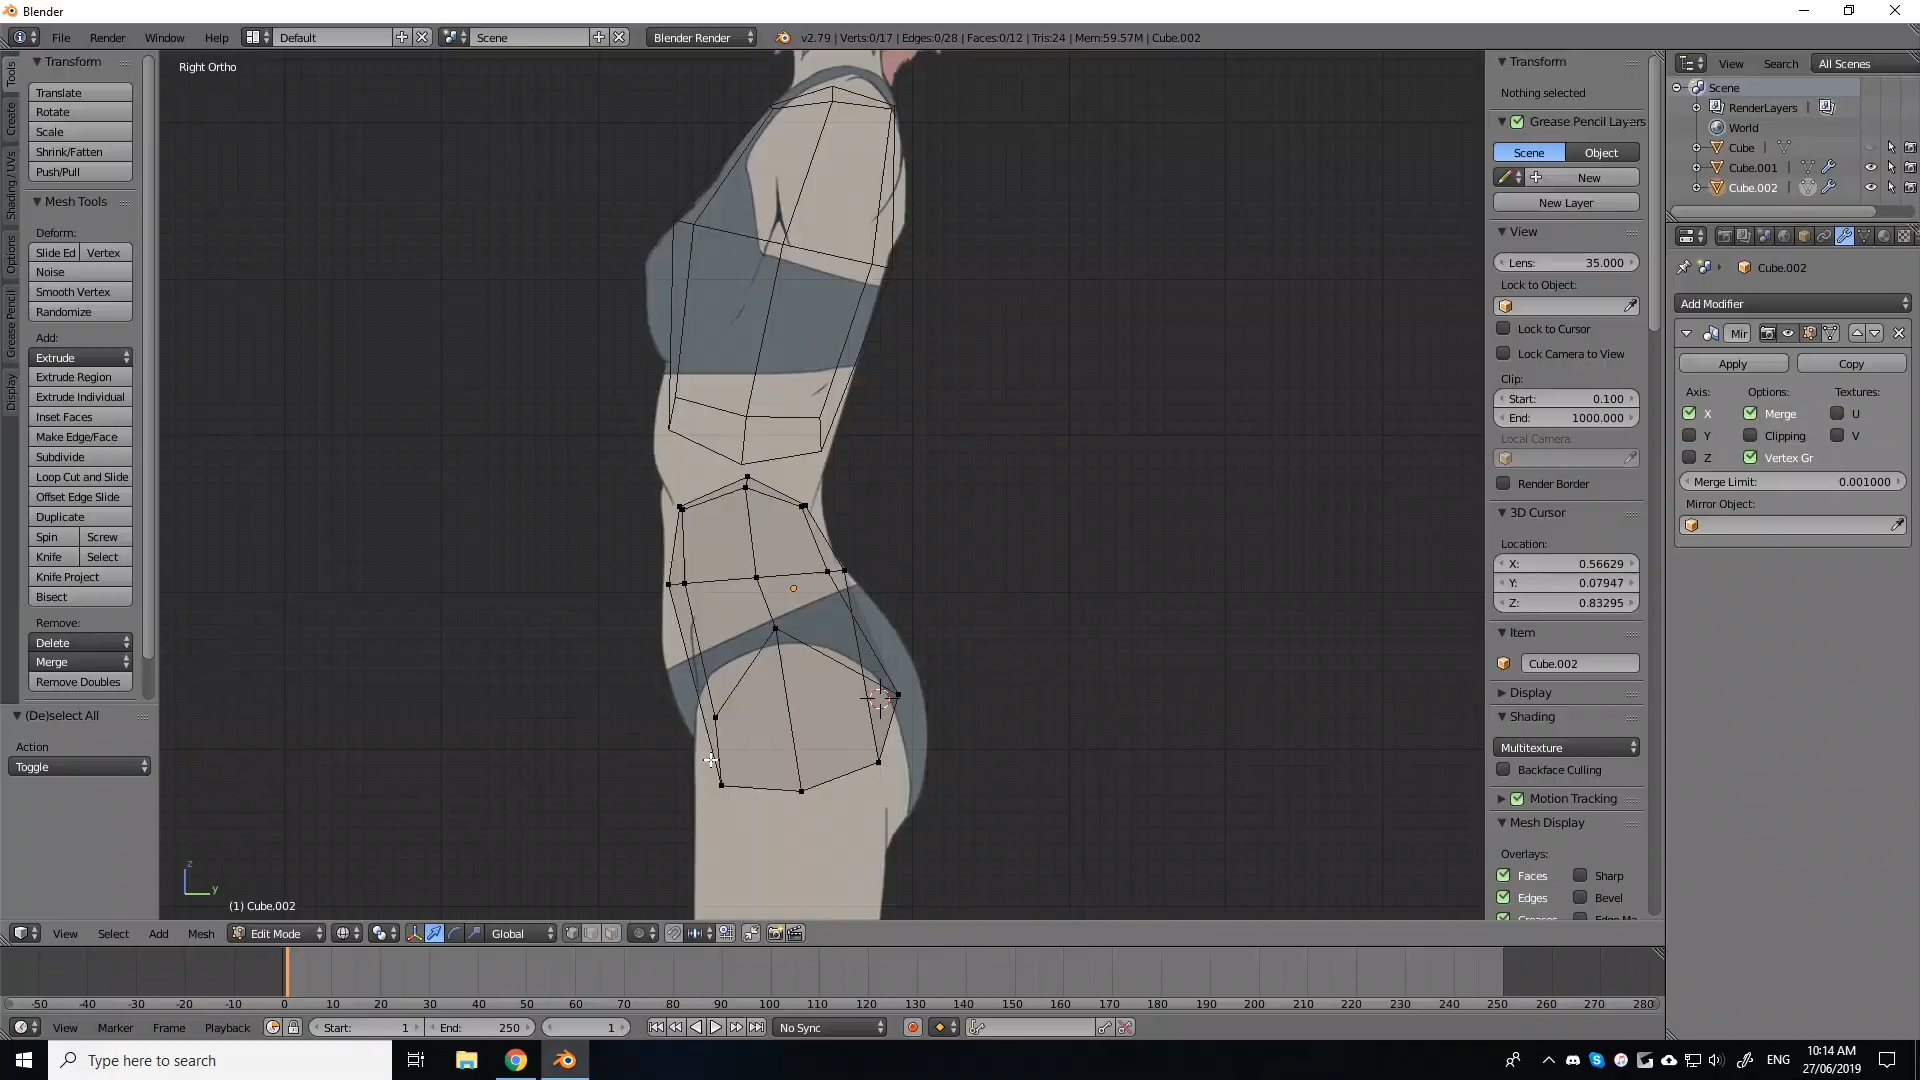 Blender
File Render Window Help Default Scene Blender Render v2.79 | Verts:0/17 | Edges:0/28 | Faces:0/12 | Tris:24 | Mem:59.57M | Cube.002
Tools
Create
Shading / UVs
Options
Grease Pencil
Display
Transform
Translate
Rotate
Scale
Shrink/Fatten
Push/Pull
Mesh Tools
Deform:
Slide Ed Vertex
Noise
Smooth Vertex
Randomize
Add:
Extrude
Extrude Region
Extrude Individual
Inset Faces
Make Edge/Face
Subdivide
Loop Cut and Slide
Offset Edge Slide
Duplicate
Spin Screw
Knife Select
Knife Project
Bisect
Remove:
Delete
Merge
Remove Doubles
(De)select All
Action
Toggle
Right Ortho
z
y
(1) Cube.002
Transform
Nothing selected
Grease Pencil Layers
Scene Object
New
New Layer
View
Lens: 35.000
Lock to Object:
Lock to Cursor
Lock Camera to View
Clip:
Start: 0.100
End: 1000.000
Local Camera:
Render Border
3D Cursor
Location:
X: 0.56629
Y: 0.07947
Z: 0.83295
Item
Cube.002
Display
Shading
Multitexture
Backface Culling
Motion Tracking
Mesh Display
Overlays:
Faces Sharp
Edges Bevel
Creases Edge Ma
View Search All Scenes
Scene
RenderLayers
World
Cube
Cube.001
Cube.002
Cube.002
Add Modifier
Mir
Apply Copy
Axis: Options: Textures:
X Merge U
Y Clipping V
Z Vertex Gr
Merge Limit: 0.001000
Mirror Object:
View Select Add Mesh Edit Mode Global
-50 -40 -30 -20 -10 0 10 20 30 40 50 60 70 80 90 100 110 120 130 140 150 160 170 180 190 200 210 220 230 240 250 260 270 280
View Marker Frame Playback Start: 1 End: 250 1 No Sync
Type here to search
ENG
10:14 AM
27/06/2019